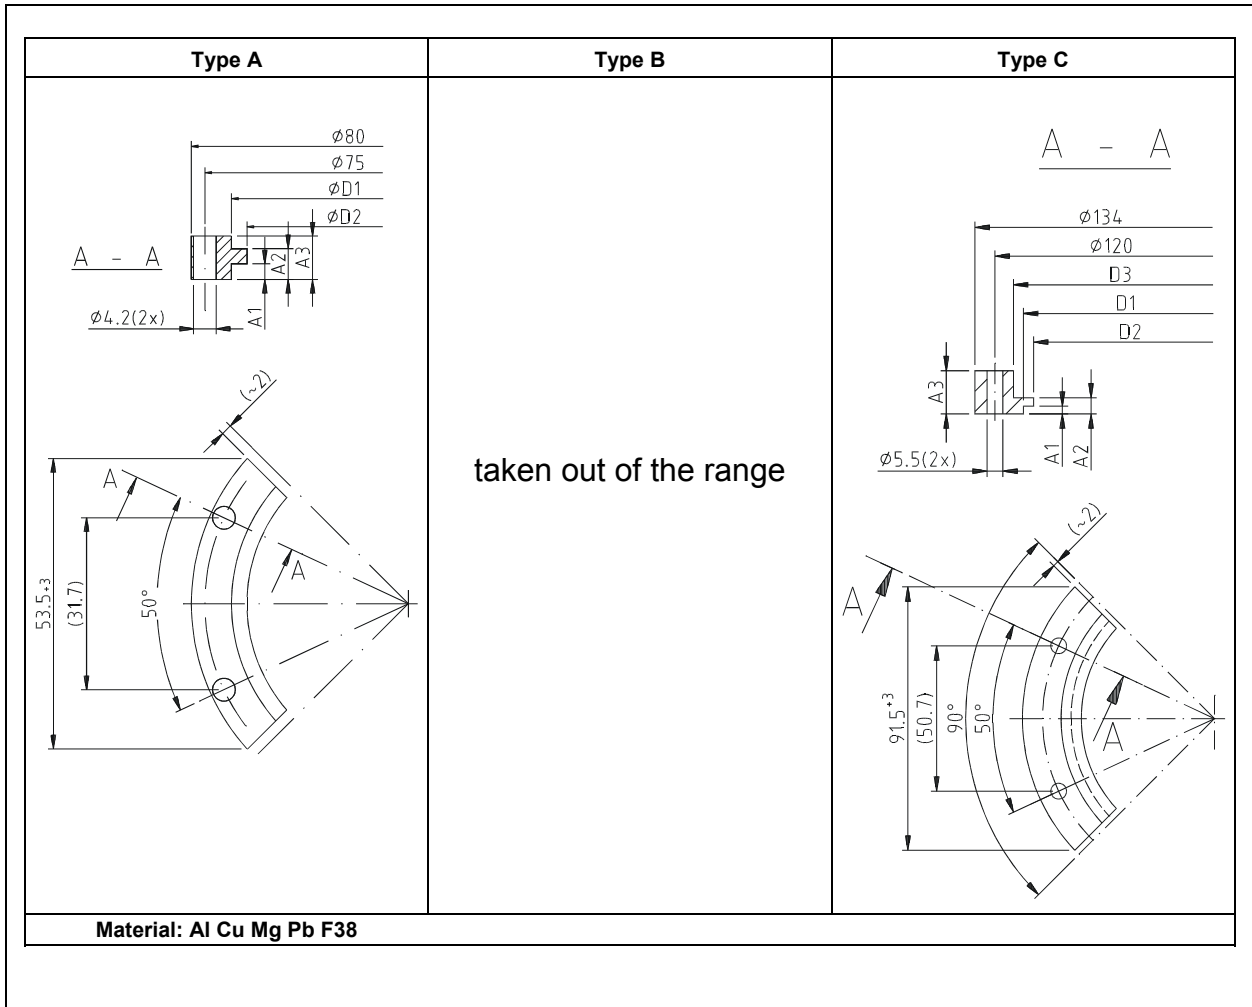 Type A
Type B
Type C
Ø80
Ø75
ØD1
ØD2
A - A
A1
A2
A3
Ø4.2(2x)
(~2)
A
A
53.5+3
(31.7)
50°
taken out of the range
A - A
Ø134
Ø120
D3
D1
D2
A3
A1
A2
Ø5.5(2x)
(~2)
A
A
91.5+3
(50.7)
90°
50°
Material: Al Cu Mg Pb F38